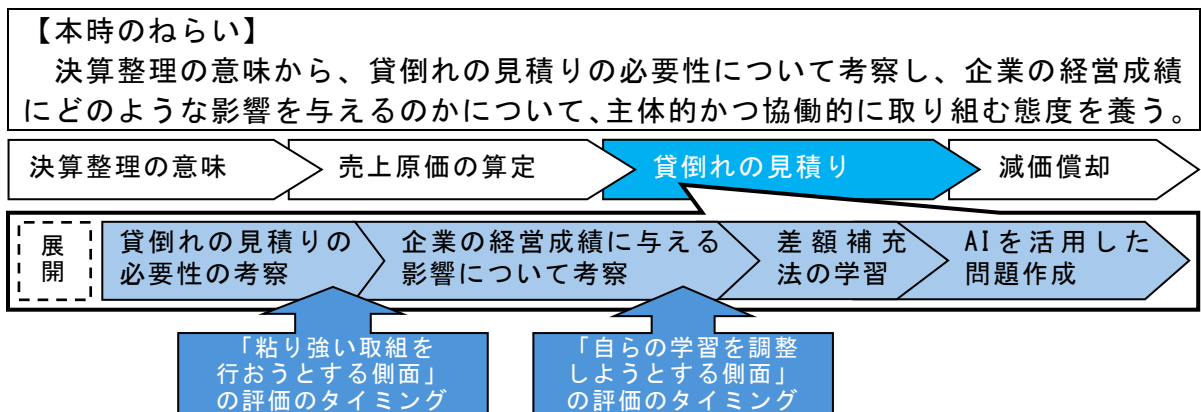 【本時のねらい】
決算整理の意味から、貸倒れの見積りの必要性について考察し、企業の経営成績
にどのような影響を与えるのかについて、主体的かつ協働的に取り組む態度を養う。
決算整理の意味
売上原価の算定
貸倒れの見積り
減価償却
展
開
貸倒れの見積りの
必要性の考察
企業の経営成績に与える
影響について考察
差額補充
法の学習
AIを活用した
問題作成
「粘り強い取組を
行おうとする側面」
の評価のタイミング
「自らの学習を調整
しようとする側面」
の評価のタイミング